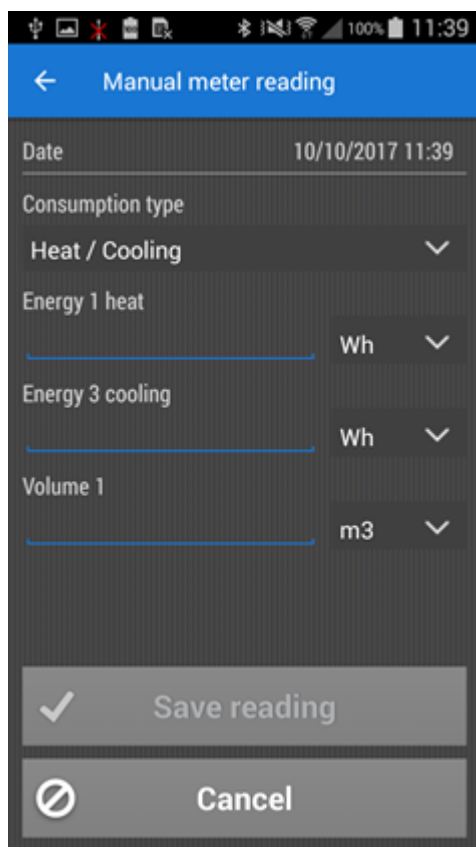 100% 11:39
Manual meter reading
Date 10/10/2017 11:39
Consumption type
Heat / Cooling
Energy 1 heat
Wh
Energy 3 cooling
Wh
Volume 1
m3
Save reading
Cancel